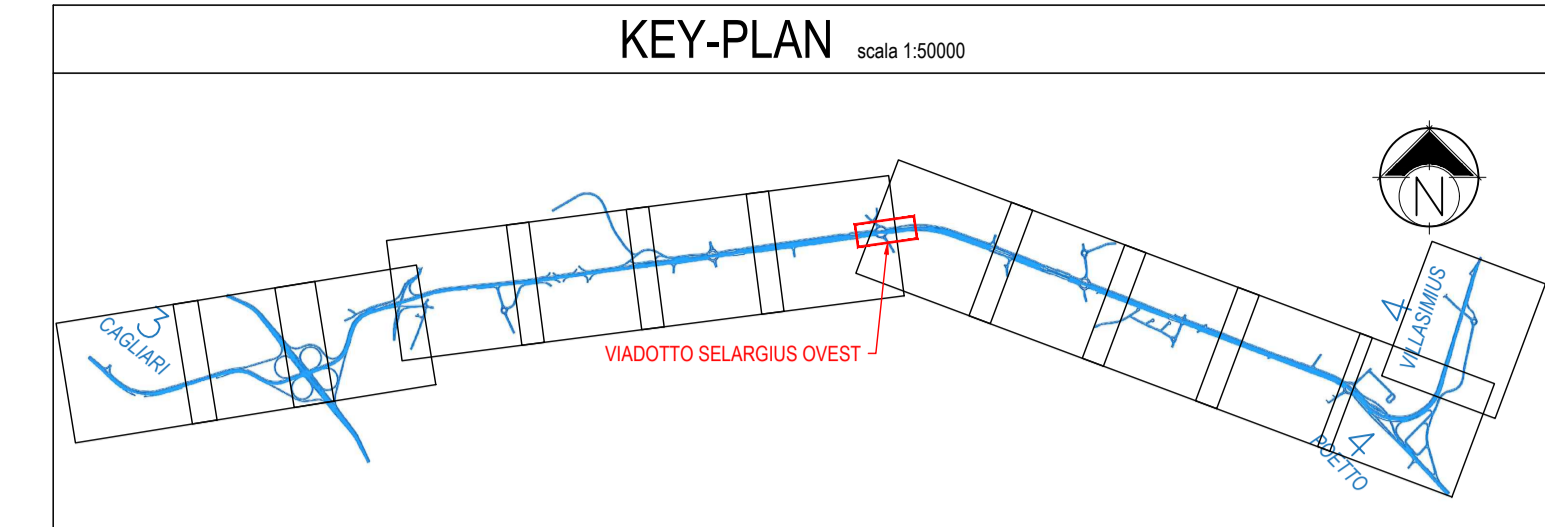 KEY-PLAN scala 1:50000
N
3
CAGLIARI
VIADOTTO SELARGIUS OVEST
4
VILLASIMIUS
4
POETTO